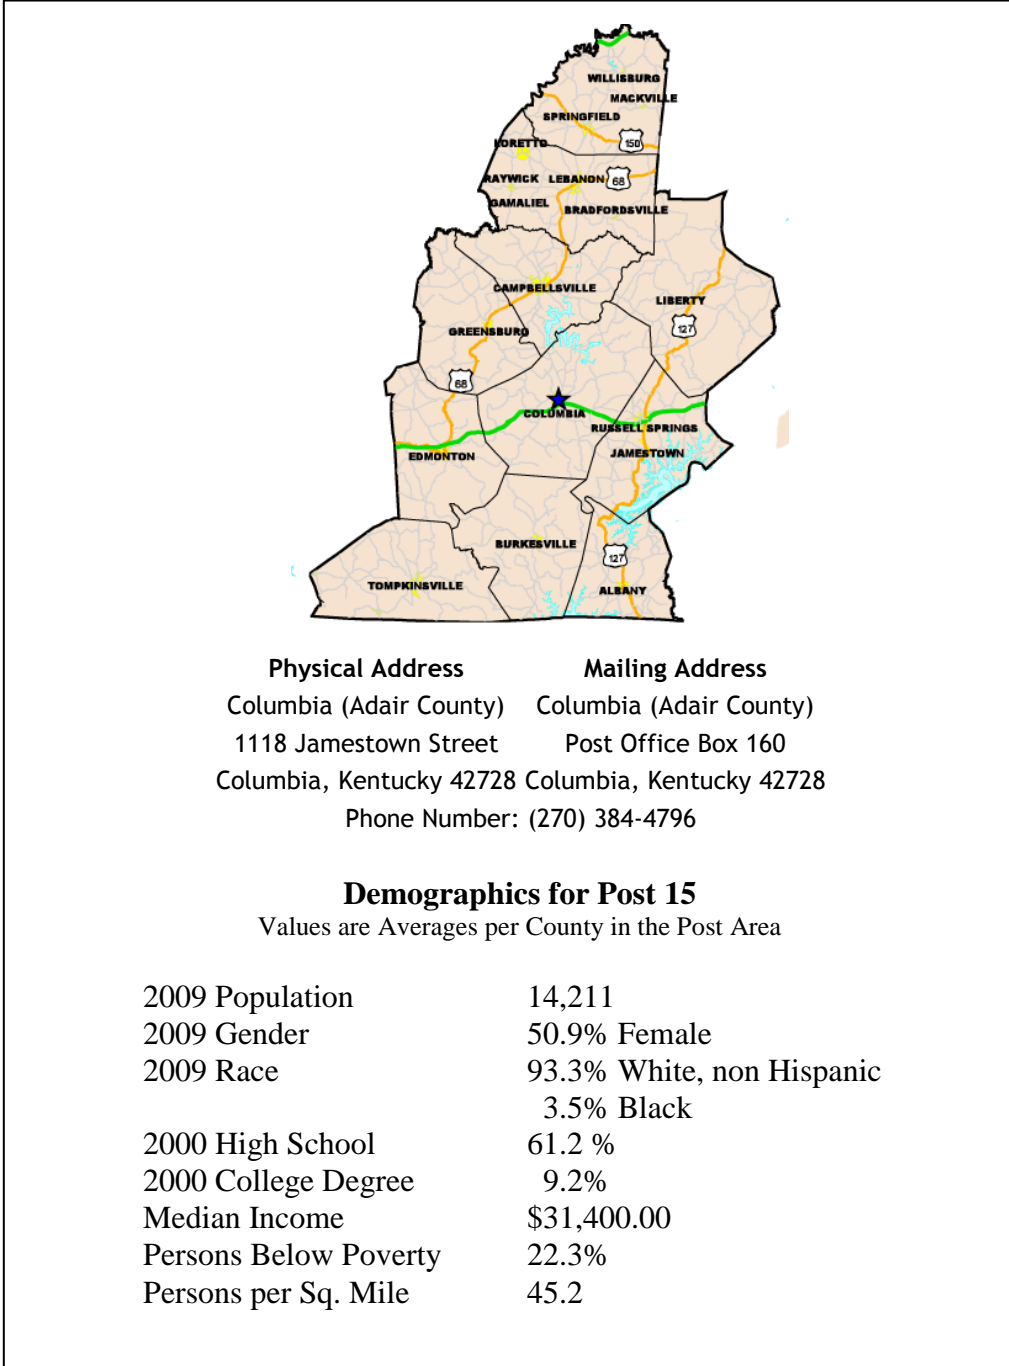 WILLISBURG
MACKVILLE
SPRINGFIELD
150
LORETTO
RAYWICK LEBANON 68
GAMALIEL
BRADFORDSVILLE
CAMPBELLSVILLE
LIBERTY
127
GREENSBURG
68
COLUMBIA
RUSSELL SPRINGS
EDMONTON
JAMESTOWN
BURKESVILLE
127
TOMPKINSVILLE
ALBANY
Physical Address Mailing Address
Columbia (Adair County) Columbia (Adair County)
1118 Jamestown Street Post Office Box 160
Columbia, Kentucky 42728 Columbia, Kentucky 42728
Phone Number: (270) 384-4796
Demographics for Post 15
Values are Averages per County in the Post Area
2009 Population 14,211
2009 Gender 50.9% Female
2009 Race 93.3% White, non Hispanic
3.5% Black
2000 High School 61.2 %
2000 College Degree 9.2%
Median Income $31,400.00
Persons Below Poverty 22.3%
Persons per Sq. Mile 45.2